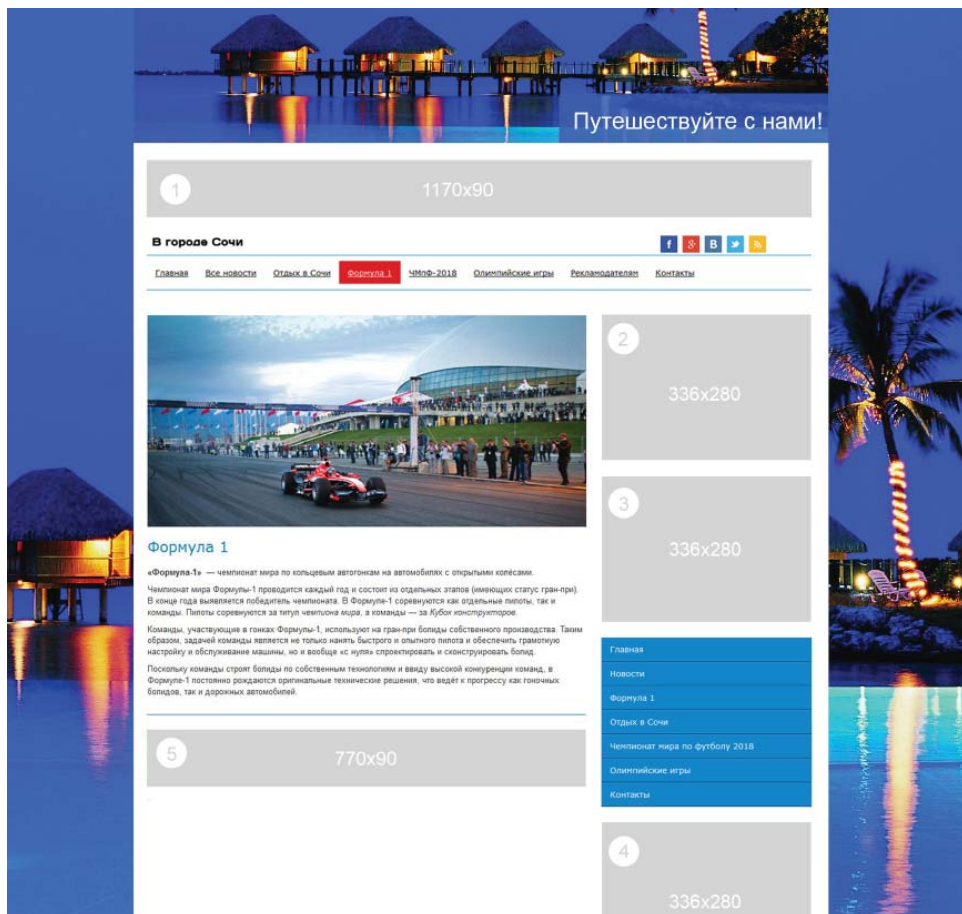 Путешествуйте с нами!
1
1170x90
В городе Сочи
Главная Все новости Отдых в Сочи Формула 1 ЧМпФ-2018 Олимпийские игры Рекламодателям Контакты
2
336x280
3
336x280
Формула 1
«Формула-1» — чемпионат мира по кольцевым автогонкам на автомобилях с открытыми колёсами.
Чемпионат мира Формулы-1 проводится каждый год и состоит из отдельных этапов (имеющих статус гран-при).
В конце года выявляется победитель чемпионата. В Формуле-1 соревнуются как отдельные пилоты, так и
команды. Пилоты соревнуются за титул чемпиона мира, а команды — за Кубок конструкторов.
Команды, участвующие в гонках Формулы-1, используют на гран-при болиды собственного производства. Таким
образом, задачей команды является не только нанять быстрого и опытного пилота и обеспечить грамотную
настройку и обслуживание машины, но и вообще «с нуля» спроектировать и сконструировать болид.
Поскольку команды строят болиды по собственным технологиям и ввиду высокой конкуренции команд, в
Формуле-1 постоянно рождаются оригинальные технические решения, что ведёт к прогрессу как гоночных
болидов, так и дорожных автомобилей.
5
770x90
Главная
Новости
Формула 1
Отдых в Сочи
Чемпионат мира по футболу 2018
Олимпийские игры
Контакты
4
336x280